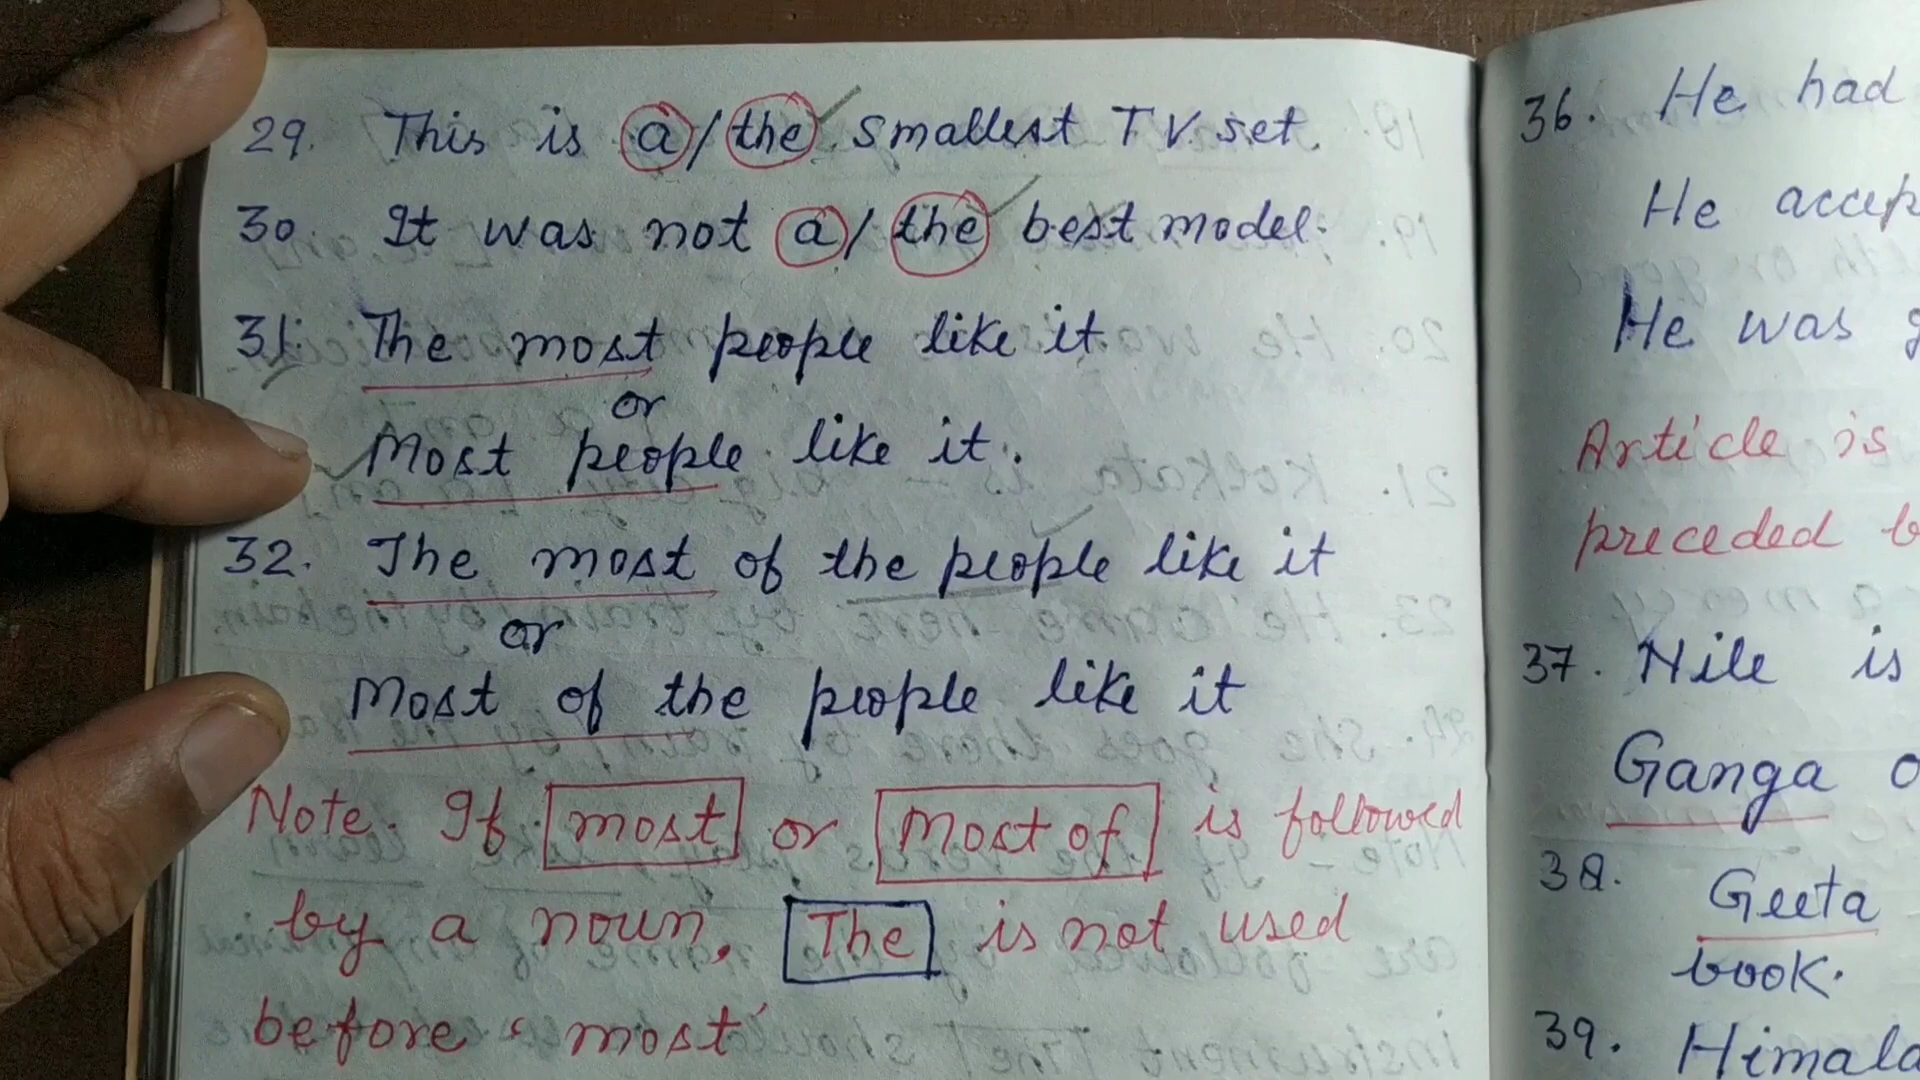 29. This is a/the smallest TV set.
30. It was not a/the best model.
31. The most people like it.
or
Most people like it.
32. The most of the people like it
or
Most of the people like it
Note. If most or Most of is followed
by a noun, The is not used
before 'most'
36. He had
He accep
He was g
Article is
preceded b
37. Nile is
Ganga o
38. Geeta
book.
39. Himala